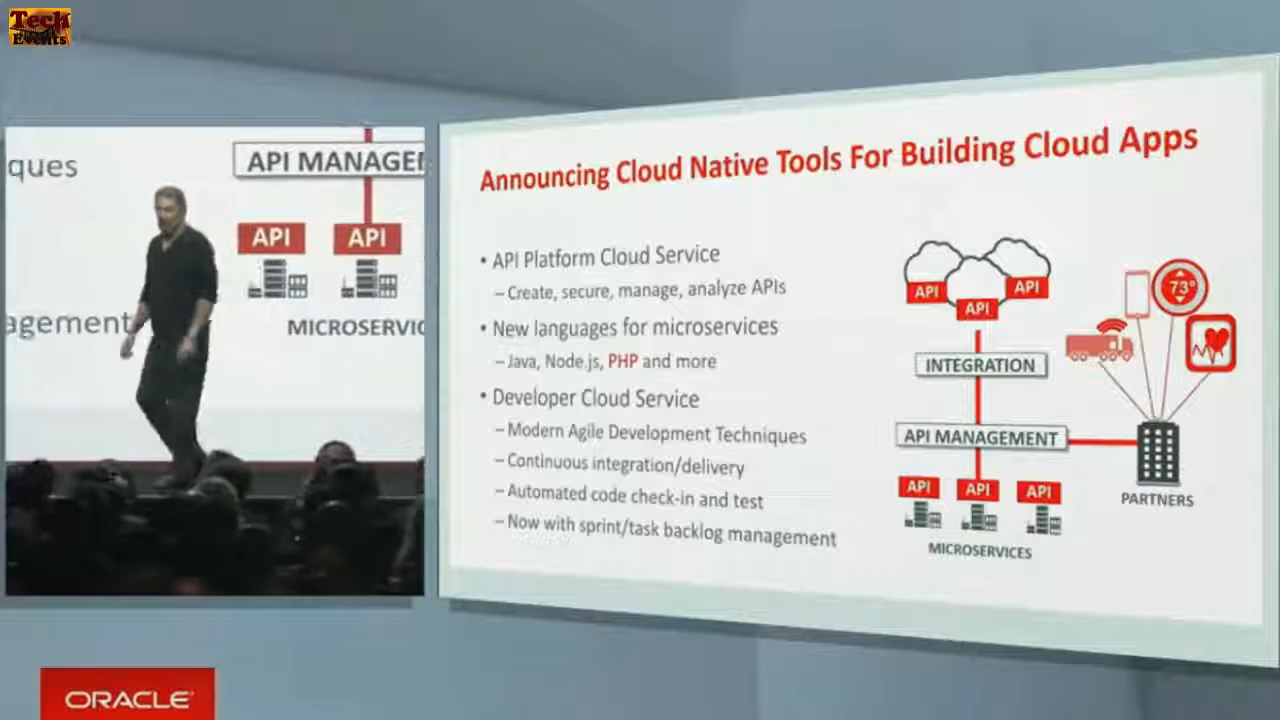 Tech
Events
ques
API MANAGE
API API
agement
MICROSERVIC
Announcing Cloud Native Tools For Building Cloud Apps
• API Platform Cloud Service
– Create, secure, manage, analyze APIs
• New languages for microservices
– Java, Node.js, PHP and more
• Developer Cloud Service
– Modern Agile Development Techniques
– Continuous integration/delivery
– Automated code check-in and test
– Now with sprint/task backlog management
API API API
73°
INTEGRATION
API MANAGEMENT
API API API
PARTNERS
MICROSERVICES
ORACLE